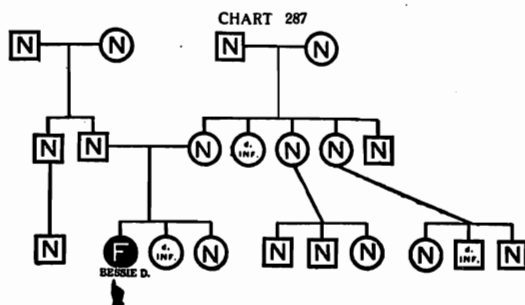 CHART 287
N N N N
N N N d. INF. N N N
N F d. INF. N N N N N d. INF. N
BESSIE D.